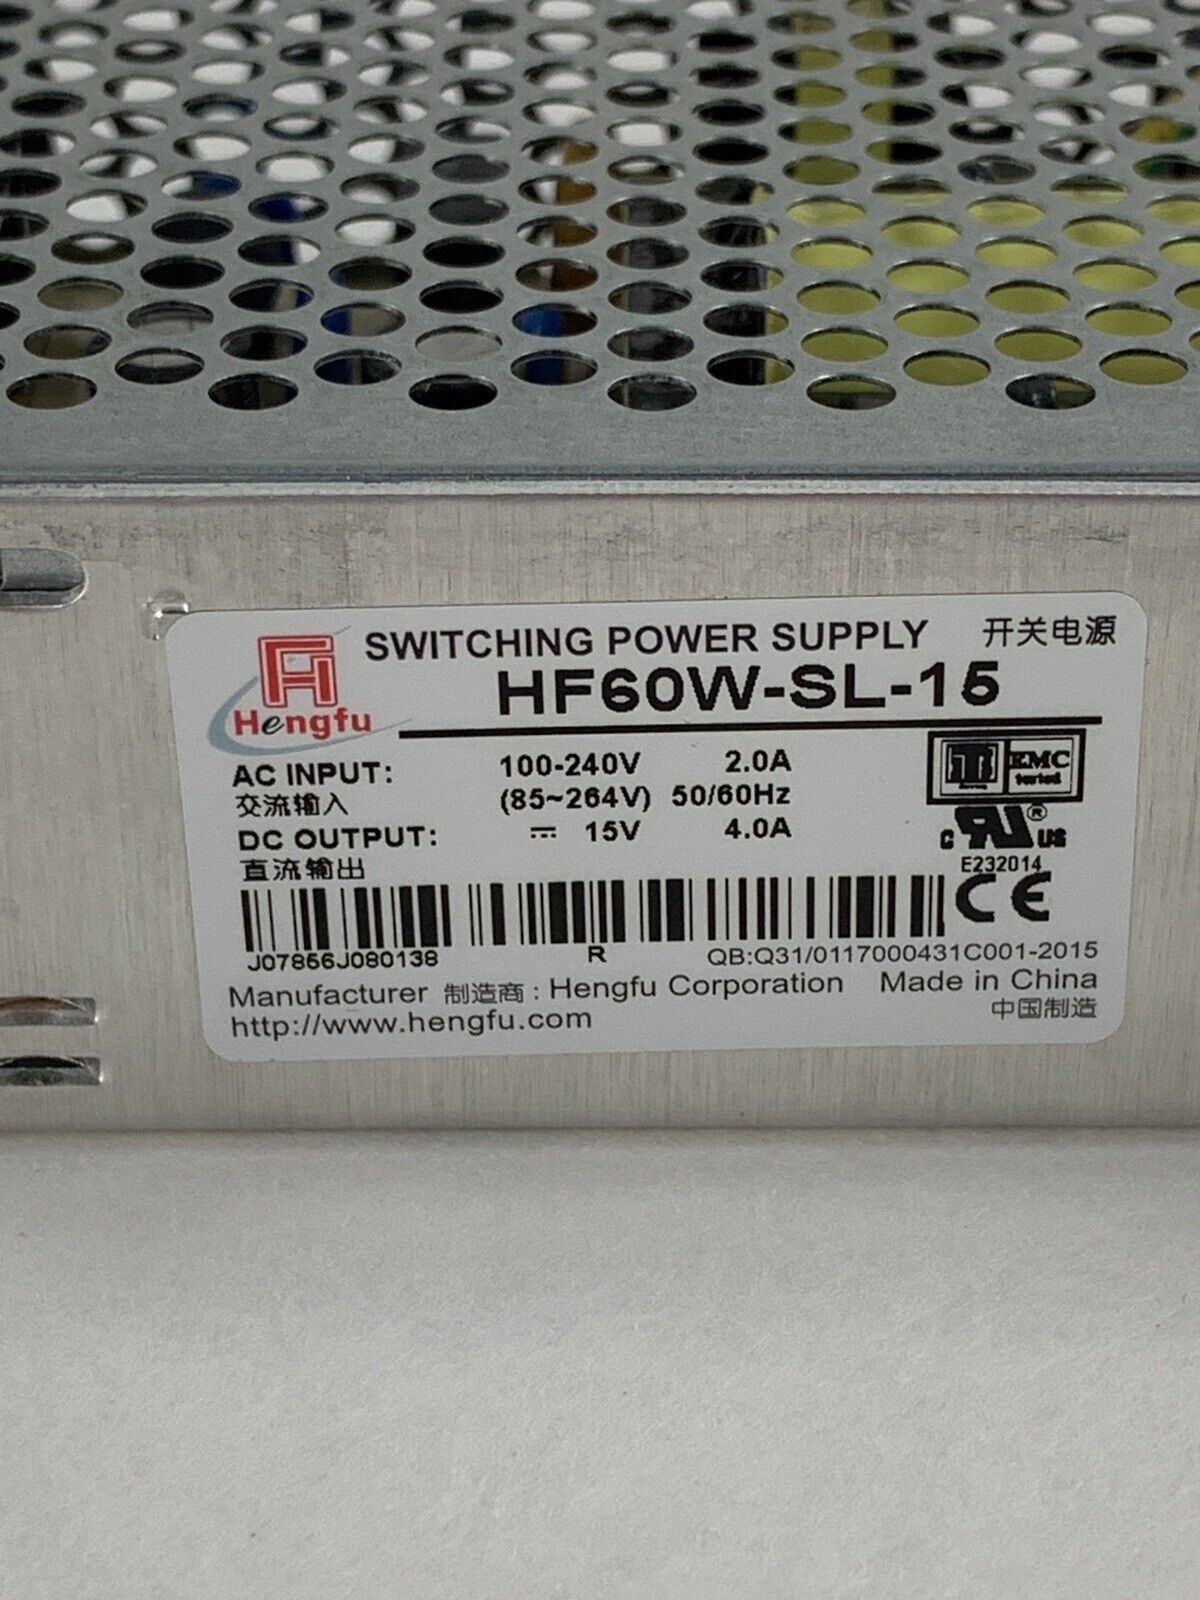 SWITCHING POWER SUPPLY 开关电源
Hengfu HF60W-SL-15
AC INPUT: 100-240V 2.0A
交流输入 (85~264V) 50/60Hz
EMC
tested
DC OUTPUT: ⎓ 15V 4.0A
直流输出
C RU ® US
E232014
CE
J07856J080138 R QB:Q31/0117000431C001-2015
Manufacturer 制造商: Hengfu Corporation Made in China
http://www.hengfu.com 中国制造